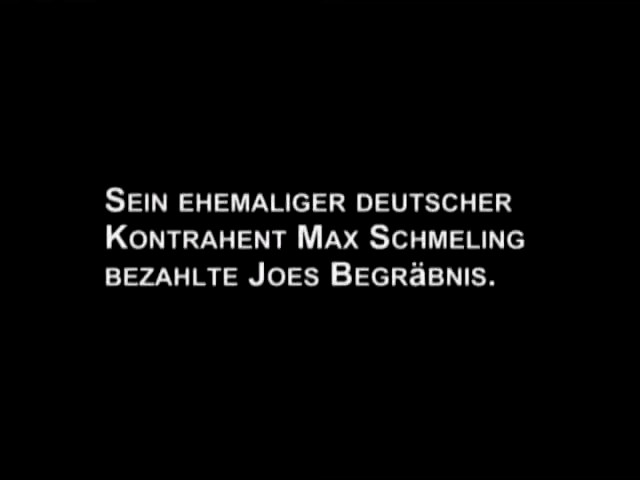 Sein ehemaliger deutscher
Kontrahent Max Schmeling
bezahlte Joes Begräbnis.